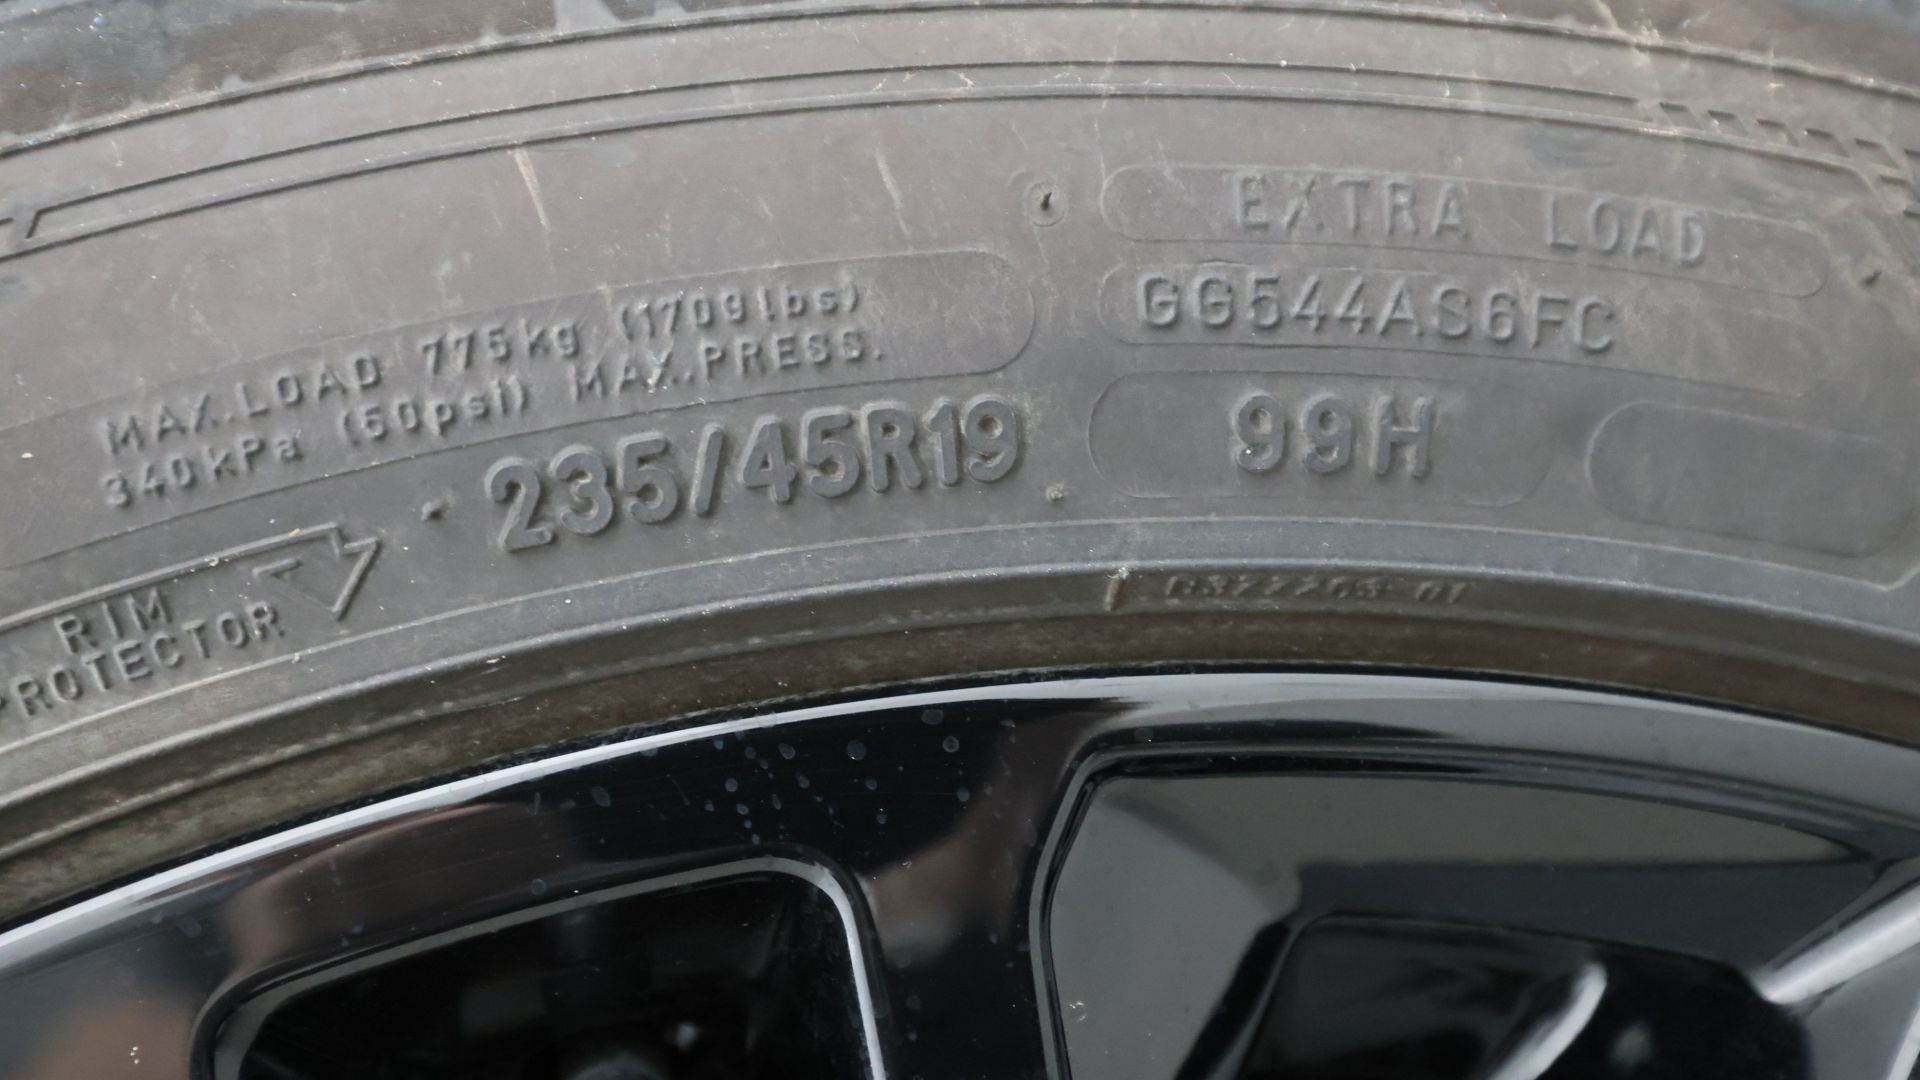 EXTRA LOAD
GG544AS6FC
MAX.LOAD 775kg (1709lbs)
340kPa (50psi) MAX.PRESS.
235/45R19 99H
RIM
PROTECTOR